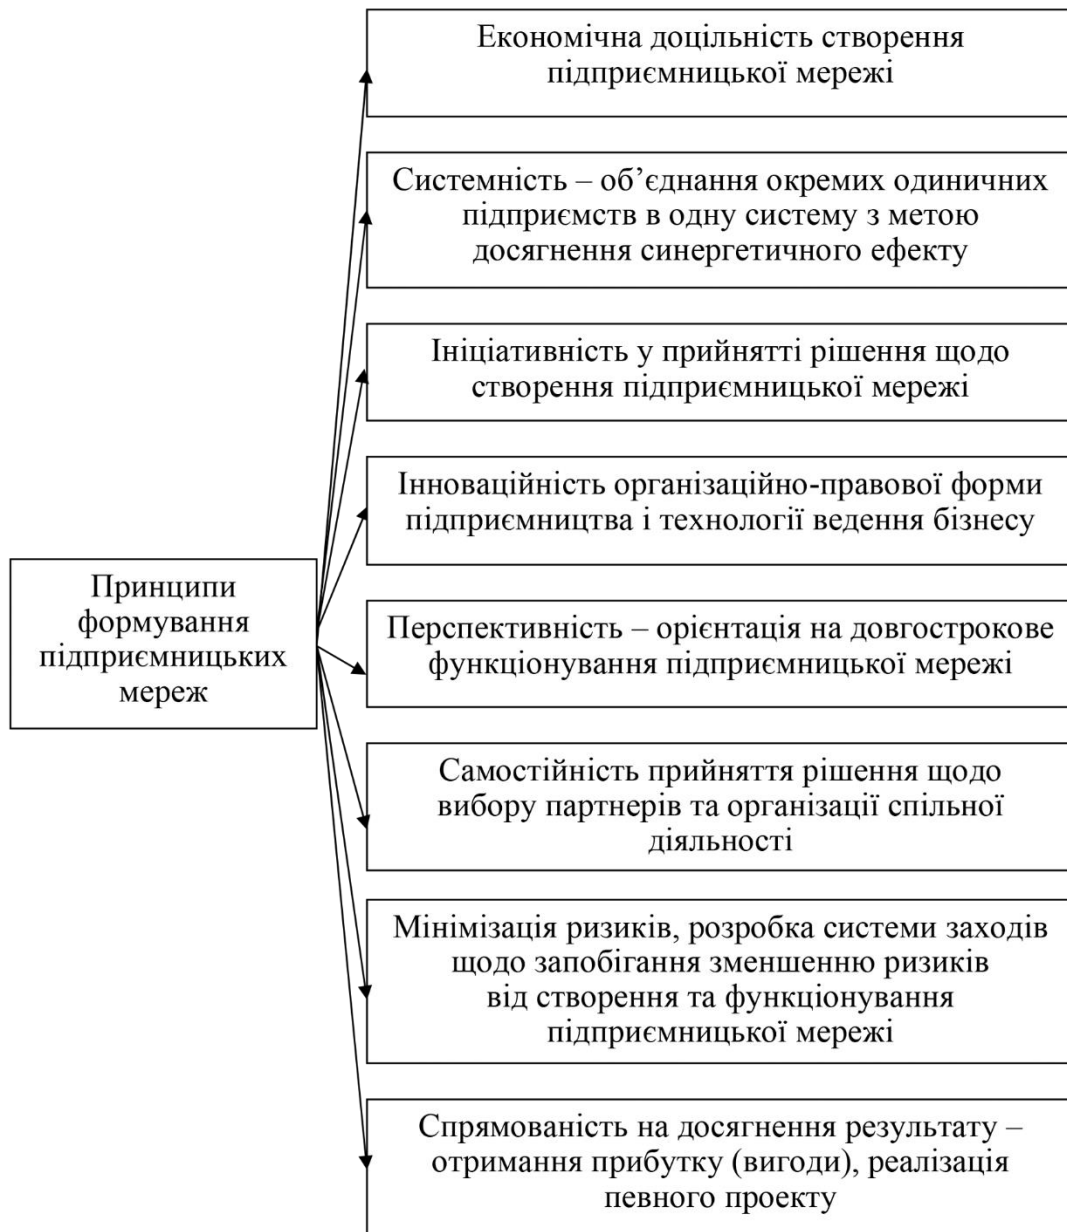 Економічна доцільність створення
підприємницької мережі
Системність – об’єднання окремих одиничних
підприємств в одну систему з метою
досягнення синергетичного ефекту
Ініціативність у прийнятті рішення щодо
створення підприємницької мережі
Інноваційність організаційно-правової форми
підприємництва і технології ведення бізнесу
Принципи
формування
підприємницьких
мереж
Перспективність – орієнтація на довгострокове
функціонування підприємницької мережі
Самостійність прийняття рішення щодо
вибору партнерів та організації спільної
діяльності
Мінімізація ризиків, розробка системи заходів
щодо запобігання зменшенню ризиків
від створення та функціонування
підприємницької мережі
Спрямованість на досягнення результату –
отримання прибутку (вигоди), реалізація
певного проекту